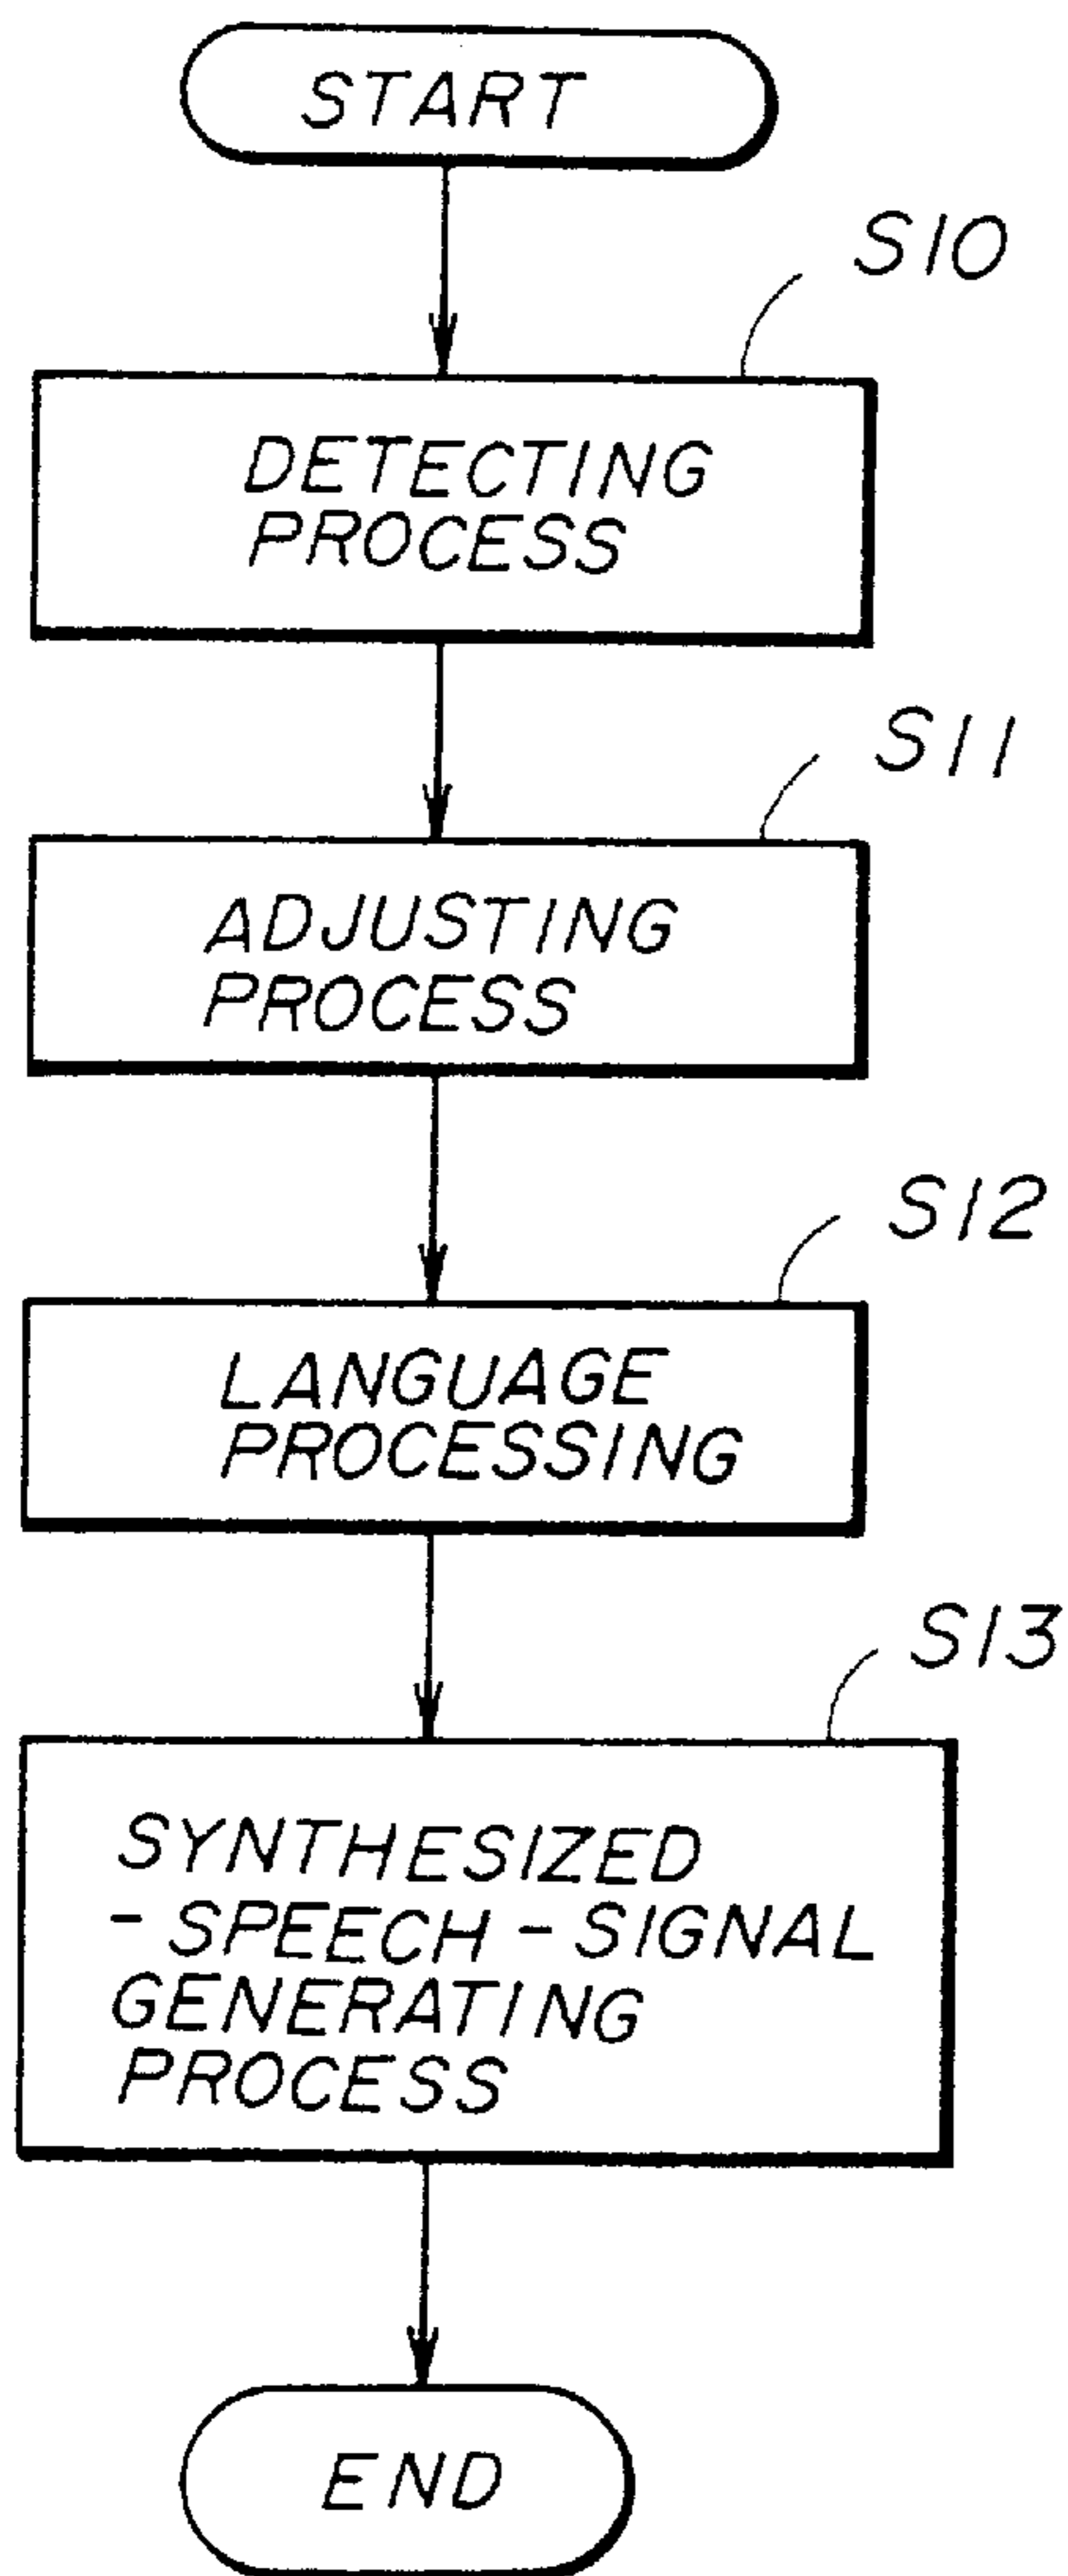 START
S10
DETECTING
PROCESS
S11
ADJUSTING
PROCESS
S12
LANGUAGE
PROCESSING
S13
SYNTHESIZED
-SPEECH-SIGNAL
GENERATING
PROCESS
END